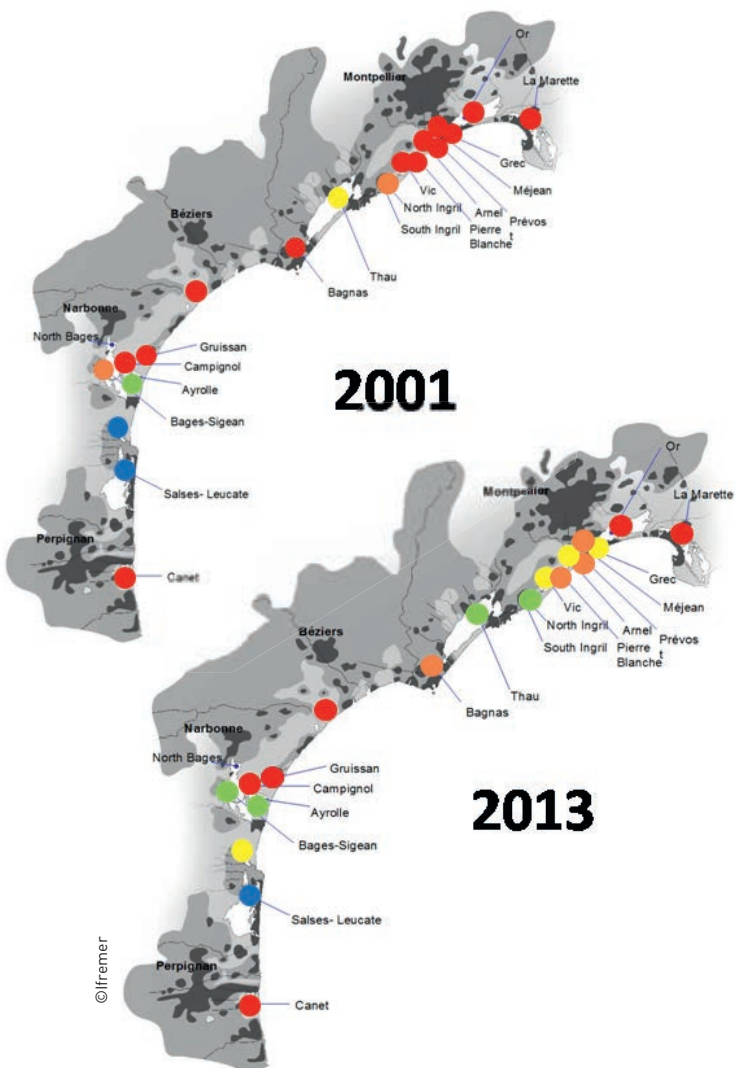 Or
Montpellier
La Marette
Grec
Méjean
Vic
North Ingril
Arnel
Prévos
t
South Ingril
Pierre
Blanche
Béziers
Thau
Bagnas
Narbonne
North Bages
Gruissan
Campignol
Ayrolle
Bages-Sigean
2001
Salses- Leucate
Perpignan
Canet
Or
Montpellier
La Marette
Grec
Méjean
Vic
North Ingril
Arnel
Prévos
t
South Ingril
Pierre
Blanche
Béziers
Thau
Bagnas
Narbonne
North Bages
Gruissan
Campignol
Ayrolle
Bages-Sigean
2013
Salses- Leucate
Perpignan
Canet
©Ifremer